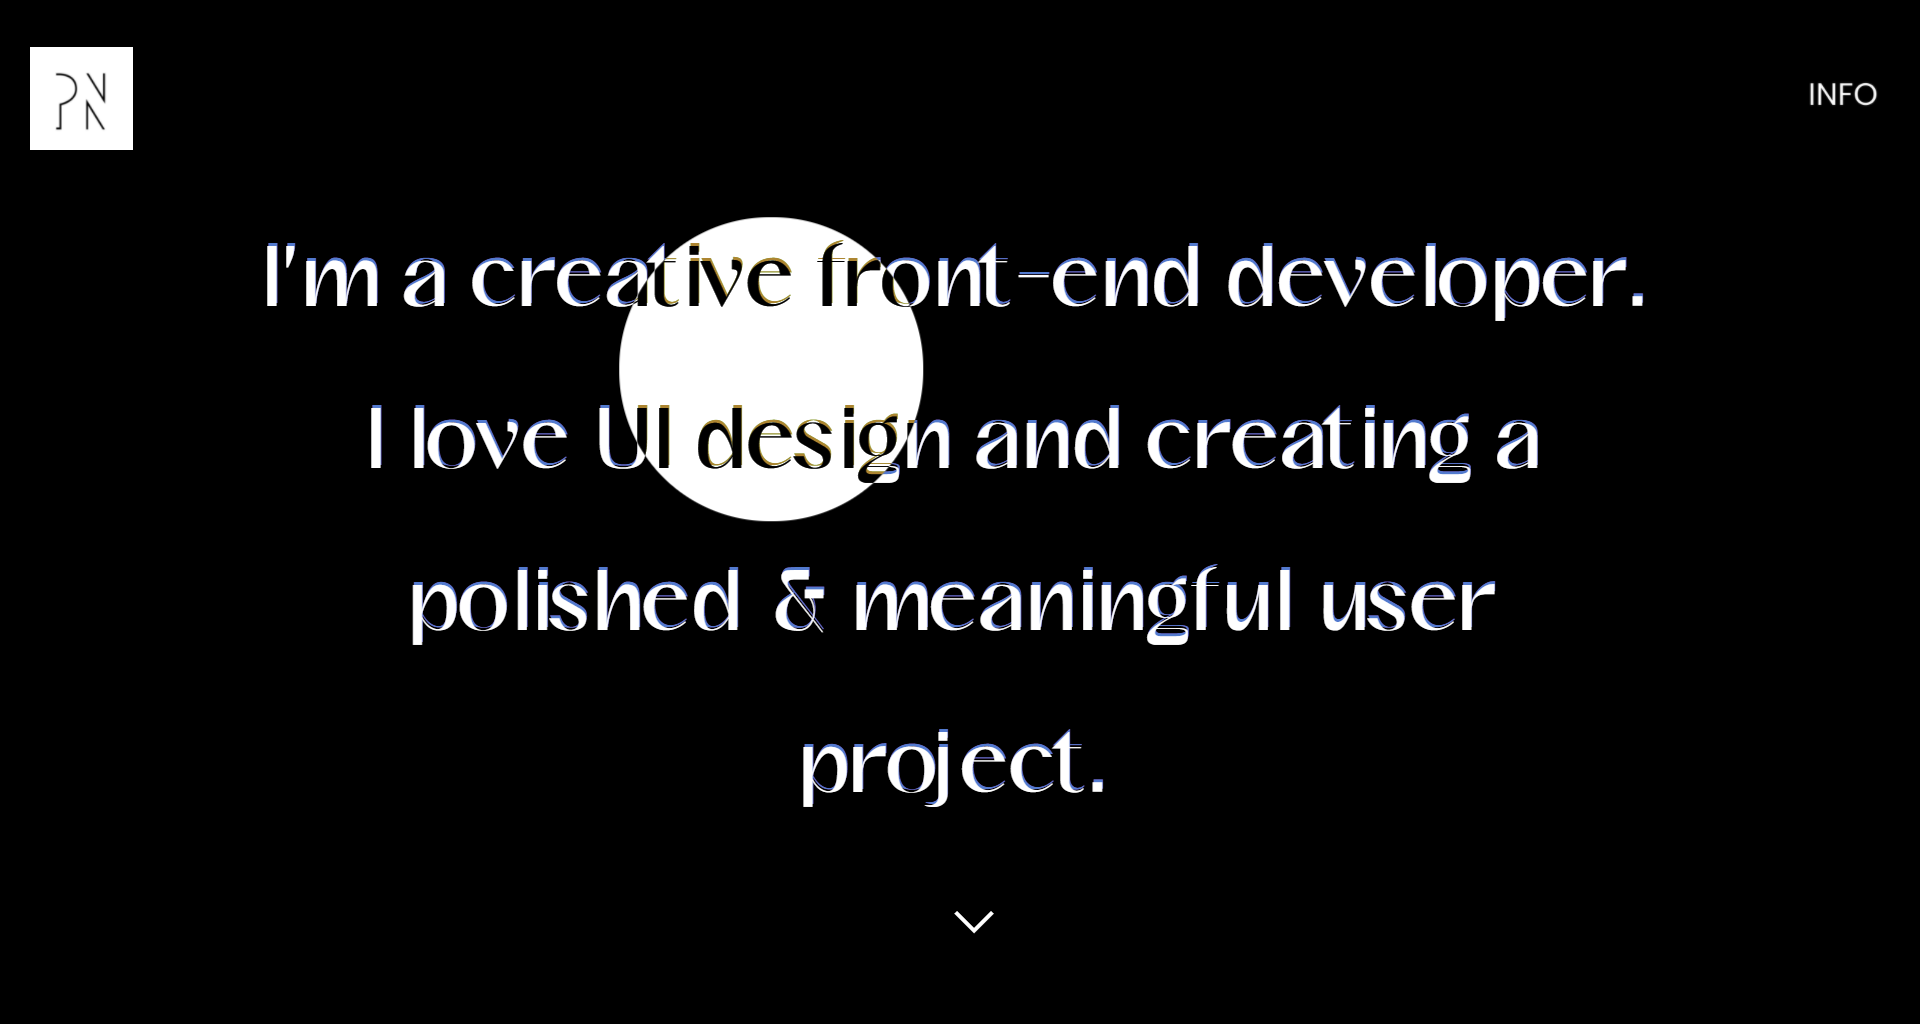 PN
INFO
I'm a creative front-end developer.
I love UI design and creating a
polished & meaningful user
project.